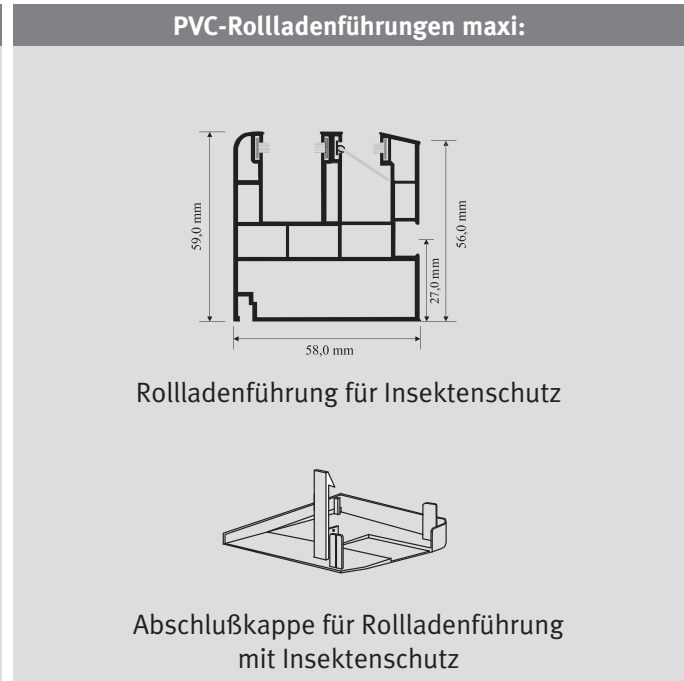 PVC-Rollladenführungen maxi:
59,0 mm
56,0 mm
27,0 mm
58,0 mm
Rollladenführung für Insektenschutz
Abschlußkappe für Rollladenführung
mit Insektenschutz